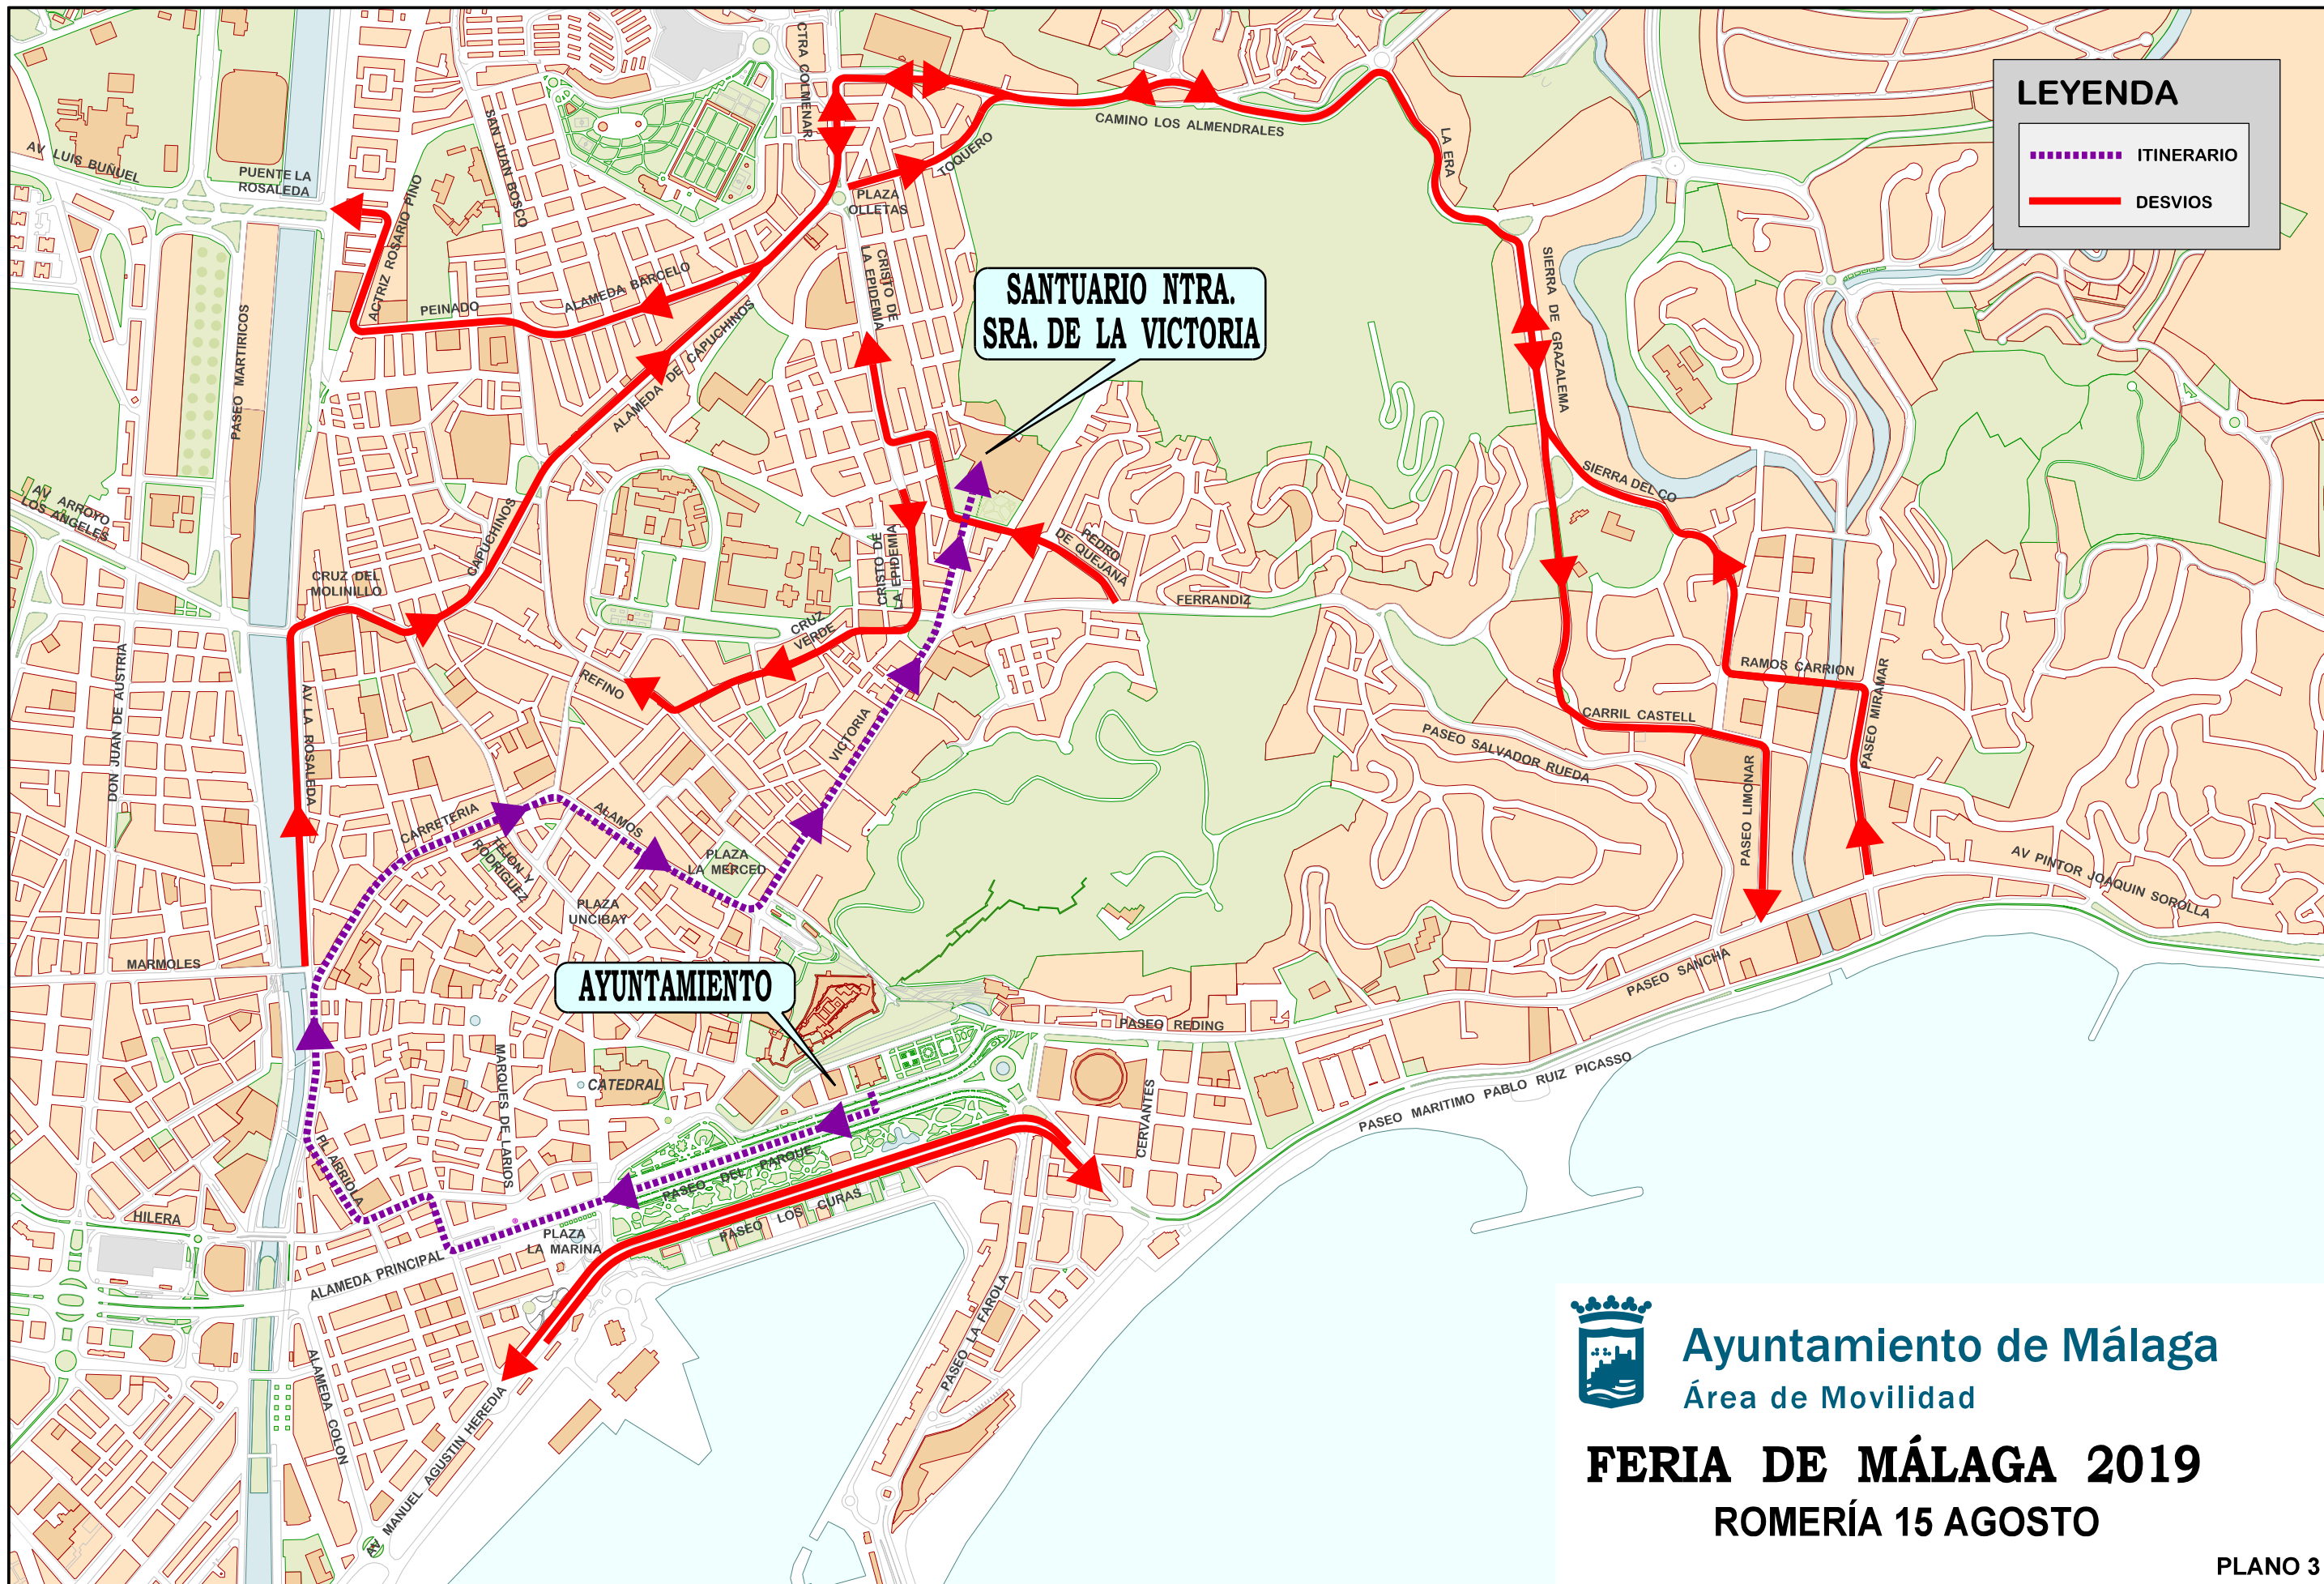 LEYENDA
ITINERARIO
DESVIOS
CTRA COLMENAR
SAN JUAN BOSCO
AV LUIS BUÑUEL
PUENTE LA
ROSALEDA
ACTRIZ ROSARIO PINO
PEINADO
ALAMEDA BARCELO
ALAMEDA DE CAPUCHINOS
PASEO MARTIRICOS
PLAZA
OLLETAS
TOQUERO
CAMINO LOS ALMENDRALES
LA ERA
SIERRA DE GRAZALEMA
CRISTO DE
LA EPIDEMIA
SANTUARIO NTRA.
SRA. DE LA VICTORIA
SIERRA DEL CO
AV ARROYO
LOS ANGELES
CAPUCHINOS
CRUZ DEL
MOLINILLO
CRISTO DE
LA EPIDEMIA
PEDRO
DE QUEJANA
FERRANDIZ
CRUZ
VERDE
REFINO
DON JUAN DE AUSTRIA
AV LA ROSALEDA
VICTORIA
RAMOS CARRION
PASEO MIRAMAR
CARRIL CASTELL
PASEO SALVADOR RUEDA
PASEO LIMONAR
CARRETERIA
ALAMOS
TEJON Y
RODRIGUEZ
PLAZA
LA MERCED
PLAZA
UNCIBAY
AV PINTOR JOAQUIN SOROLLA
MARMOLES
AYUNTAMIENTO
PASEO SANCHA
PASEO REDING
MARQUES DE LARIOS
CATEDRAL
CERVANTES
PASEO MARITIMO PABLO RUIZ PICASSO
PL ARRIOLA
PASEO DEL PARQUE
PASEO LOS CURAS
HILERA
PLAZA
LA MARINA
ALAMEDA PRINCIPAL
PASEO LA FAROLA
ALAMEDA COLON
AV MANUEL AGUSTIN HEREDIA
Ayuntamiento de Málaga
Área de Movilidad
FERIA DE MÁLAGA 2019
ROMERÍA 15 AGOSTO
PLANO 3